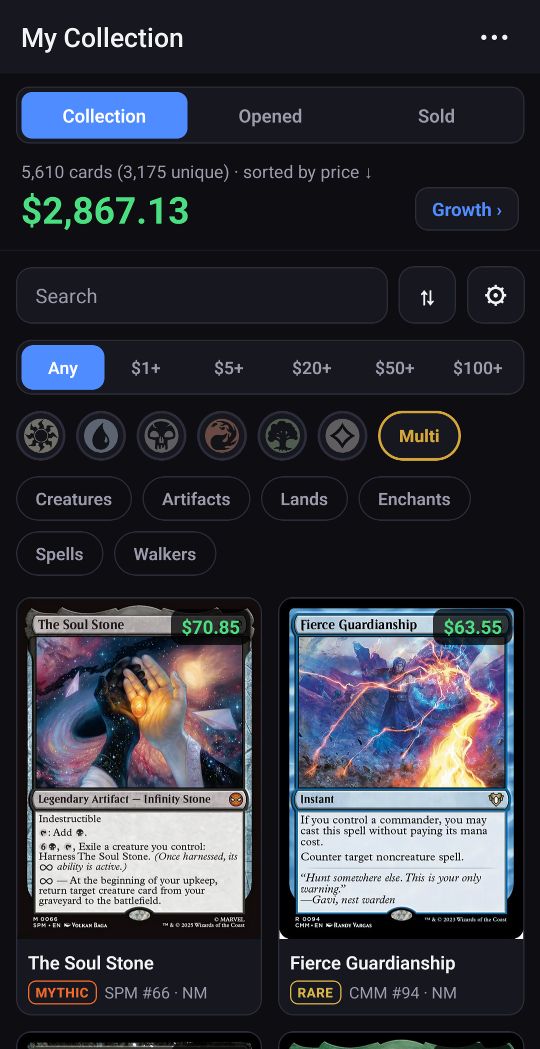 My Collection
Collection Opened Sold
5,610 cards (3,175 unique) · sorted by price ↓
$2,867.13
Growth ›
Search
Any $1+ $5+ $20+ $50+ $100+
Multi
Creatures Artifacts Lands Enchants
Spells Walkers
The Soul Stone
$70.85
Legendary Artifact — Infinity Stone
Indestructible
: Add .
6 , , Exile a creature you control:
Harness The Soul Stone. (Once harnessed, its
∞ ability is active.)
∞ — At the beginning of your upkeep,
return target creature card from your
graveyard to the battlefield.
M 0066
SPM • EN VOLKAN BAGA
© MARVEL
™ & © 2025 Wizards of the Coast
Fierce Guardianship
$63.55
Instant
If you control a commander, you may
cast this spell without paying its mana
cost.
Counter target noncreature spell.
“Hunt somewhere else. This is your only
warning.”
—Gavi, nest warden
R 0094
CMM • EN RANDY VARGAS
™ & © 2023 Wizards of the Coast
The Soul Stone
MYTHIC SPM #66 · NM
Fierce Guardianship
RARE CMM #94 · NM